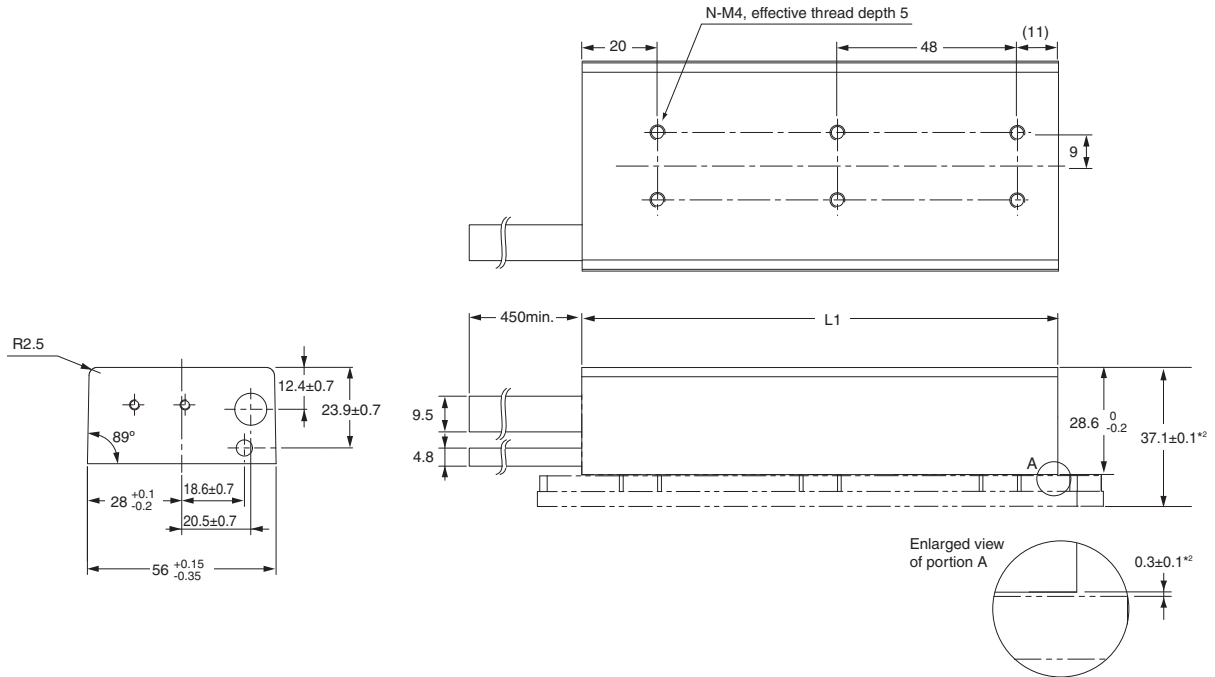 N-M4, effective thread depth 5
20
48
(11)
9
450min.
L1
R2.5
12.4±0.7
23.9±0.7
89°
28 +0.1 -0.2
18.6±0.7
20.5±0.7
56 +0.15 -0.35
9.5
4.8
28.6 0 -0.2
37.1±0.1*2
A
Enlarged view
of portion A
0.3±0.1*2